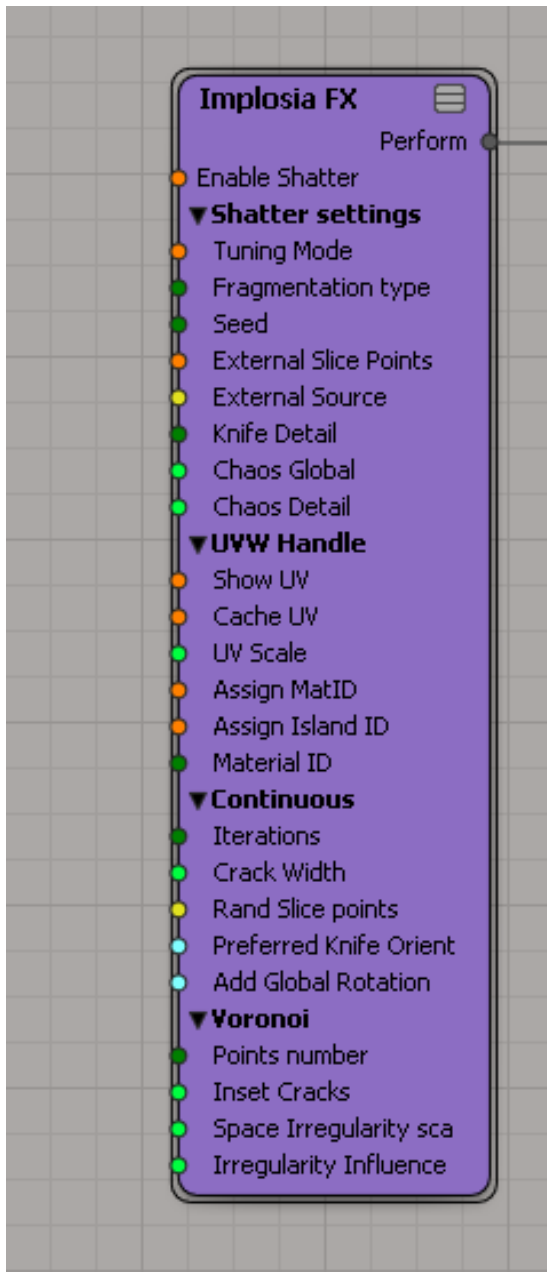 Implosia FX
Perform
Enable Shatter
Shatter settings
Tuning Mode
Fragmentation type
Seed
External Slice Points
External Source
Knife Detail
Chaos Global
Chaos Detail
UVW Handle
Show UV
Cache UV
UV Scale
Assign MatID
Assign Island ID
Material ID
Continuous
Iterations
Crack Width
Rand Slice points
Preferred Knife Orient
Add Global Rotation
Voronoi
Points number
Inset Cracks
Space Irregularity sca
Irregularity Influence